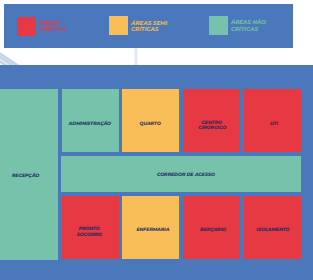 ÁREAS
CRÍTICAS
ÁREAS SEMI
CRÍTICAS
ÁREAS NÃO
CRÍTICAS
ADMINISTRAÇÃO
QUARTO
CENTRO
CIRÚRGICO
UTI
RECEPÇÃO
CORREDOR DE ACESSO
PRONTO
SOCORRO
ENFERMARIA
BERÇÁRIO
ISOLAMENTO